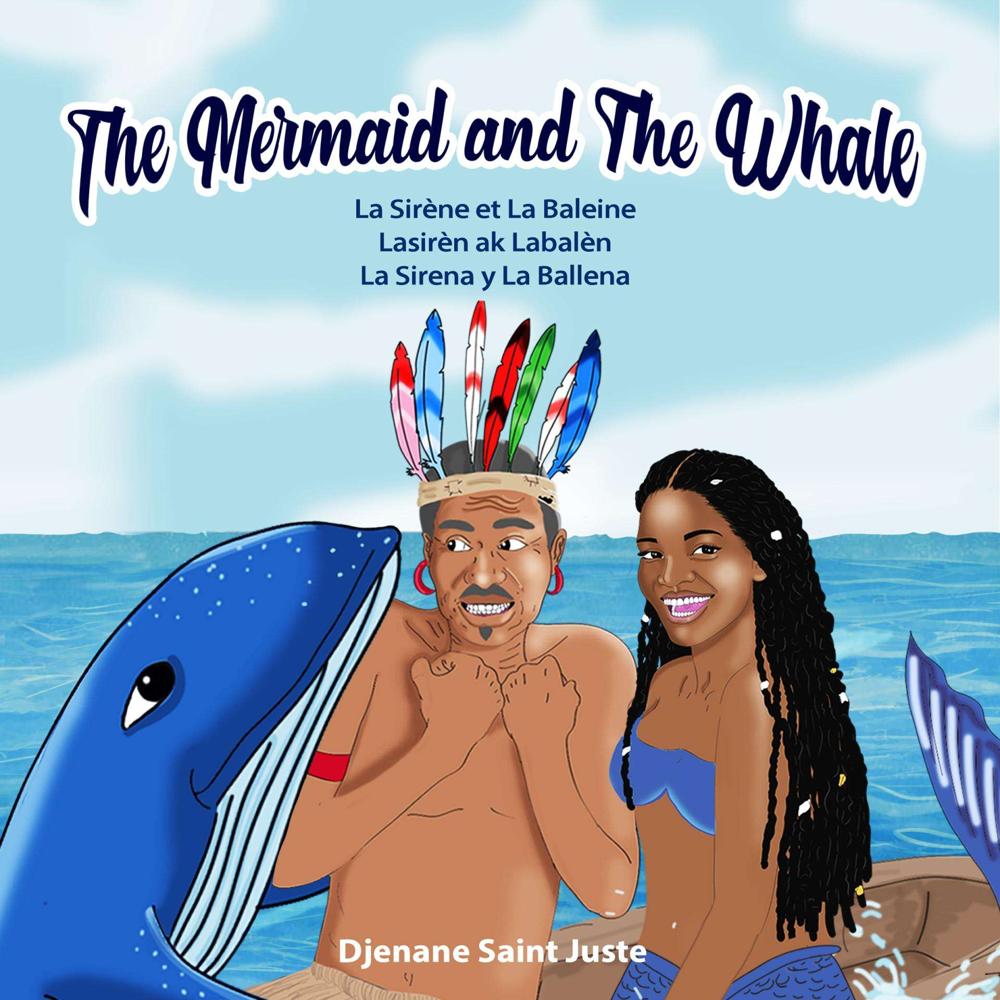 The Mermaid and The Whale
La Sirène et La Baleine
Lasirèn ak Labalèn
La Sirena y La Ballena
Djenane Saint Juste